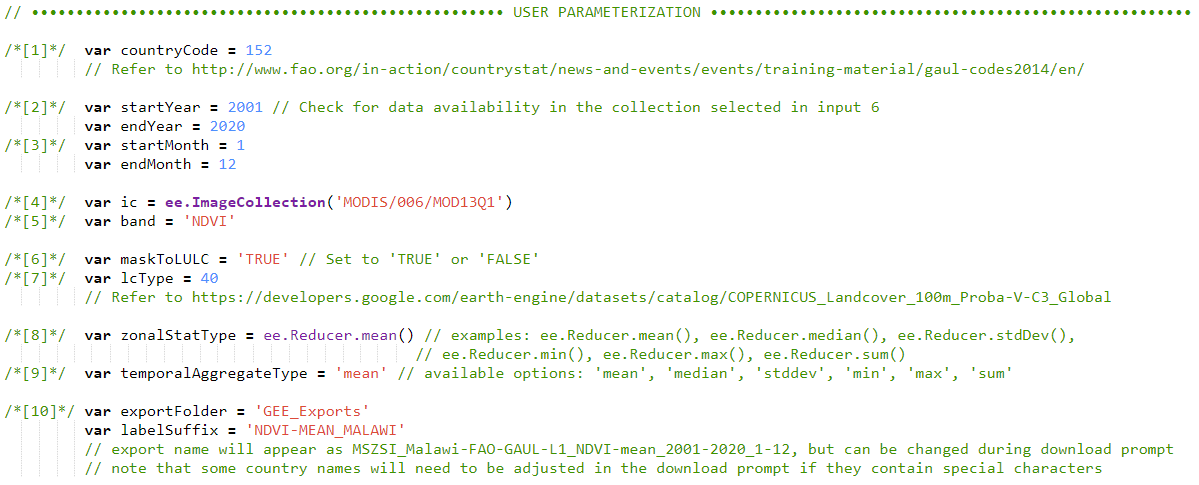 // •••••••••••••••••••••••••••••••••••••••••••••••••••••• USER PARAMETERIZATION ••••••••••••••••••••••••••••••••••••••••••••••••••••••
/*[1]*/ var countryCode = 152
// Refer to http://www.fao.org/in-action/countrystat/news-and-events/events/training-material/gaul-codes2014/en/
/*[2]*/ var startYear = 2001 // Check for data availability in the collection selected in input 6
var endYear = 2020
/*[3]*/ var startMonth = 1
var endMonth = 12
/*[4]*/ var ic = ee.ImageCollection('MODIS/006/MOD13Q1')
/*[5]*/ var band = 'NDVI'
/*[6]*/ var maskToLULC = 'TRUE' // Set to 'TRUE' or 'FALSE'
/*[7]*/ var lcType = 40
// Refer to https://developers.google.com/earth-engine/datasets/catalog/COPERNICUS_Landcover_100m_Proba-V-C3_Global
/*[8]*/ var zonalStatType = ee.Reducer.mean() // examples: ee.Reducer.mean(), ee.Reducer.median(), ee.Reducer.stdDev(),
// ee.Reducer.min(), ee.Reducer.max(), ee.Reducer.sum()
/*[9]*/ var temporalAggregateType = 'mean' // available options: 'mean', 'median', 'stddev', 'min', 'max', 'sum'
/*[10]*/ var exportFolder = 'GEE_Exports'
var labelSuffix = 'NDVI-MEAN_MALAWI'
// export name will appear as MSZSI_Malawi-FAO-GAUL-L1_NDVI-mean_2001-2020_1-12, but can be changed during download prompt
// note that some country names will need to be adjusted in the download prompt if they contain special characters